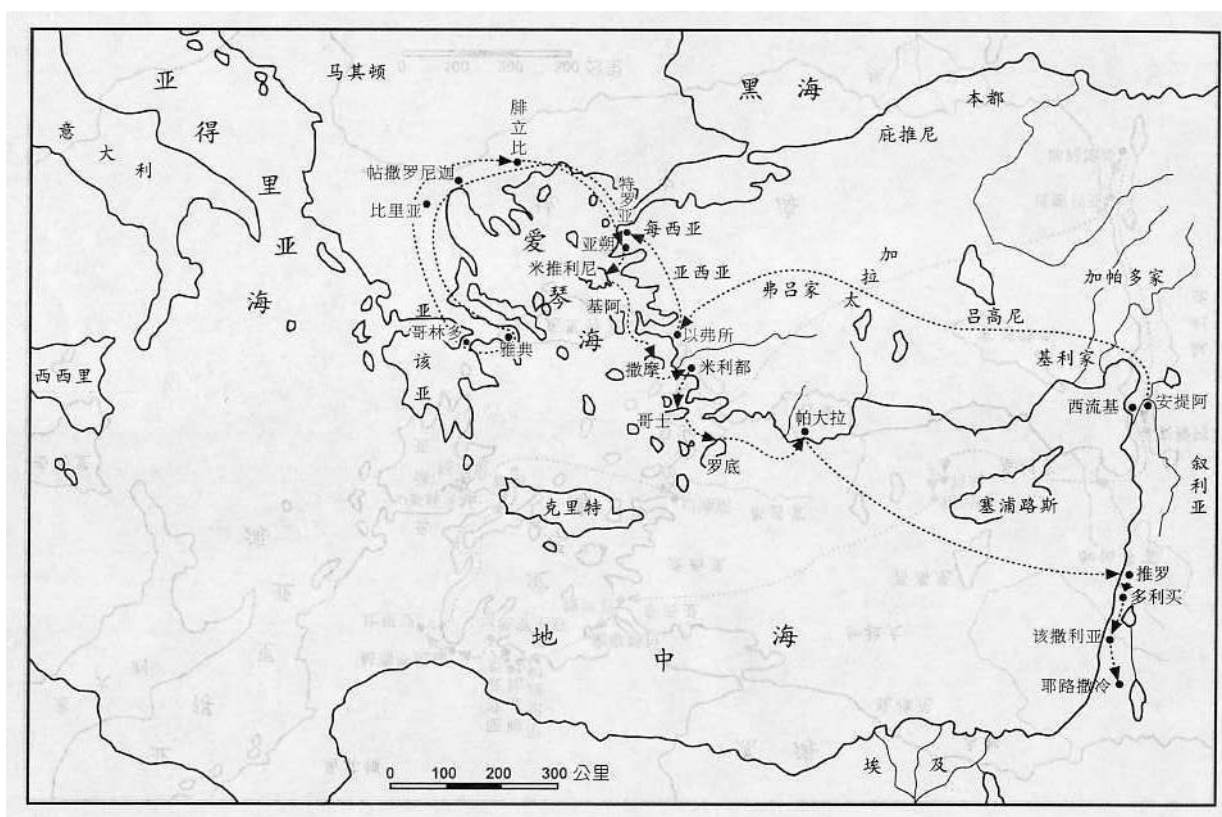 亚得里亚海
意大利
马其顿
黑海
本都
庇推尼
腓立比
帖撒罗尼迦
比里亚
特罗亚
每西亚
亚朔
米推利尼
爱琴海
亚西亚
基阿
弗吕家
加拉太
吕高尼
加帕多家
基利家
亚该亚
哥林多
雅典
以弗所
撒摩
米利都
西西里
哥士
帕大拉
罗底
西流基
安提阿
叙利亚
克里特
塞浦路斯
推罗
多利买
该撒利亚
耶路撒冷
地中海
埃及
0 100 200 300 公里